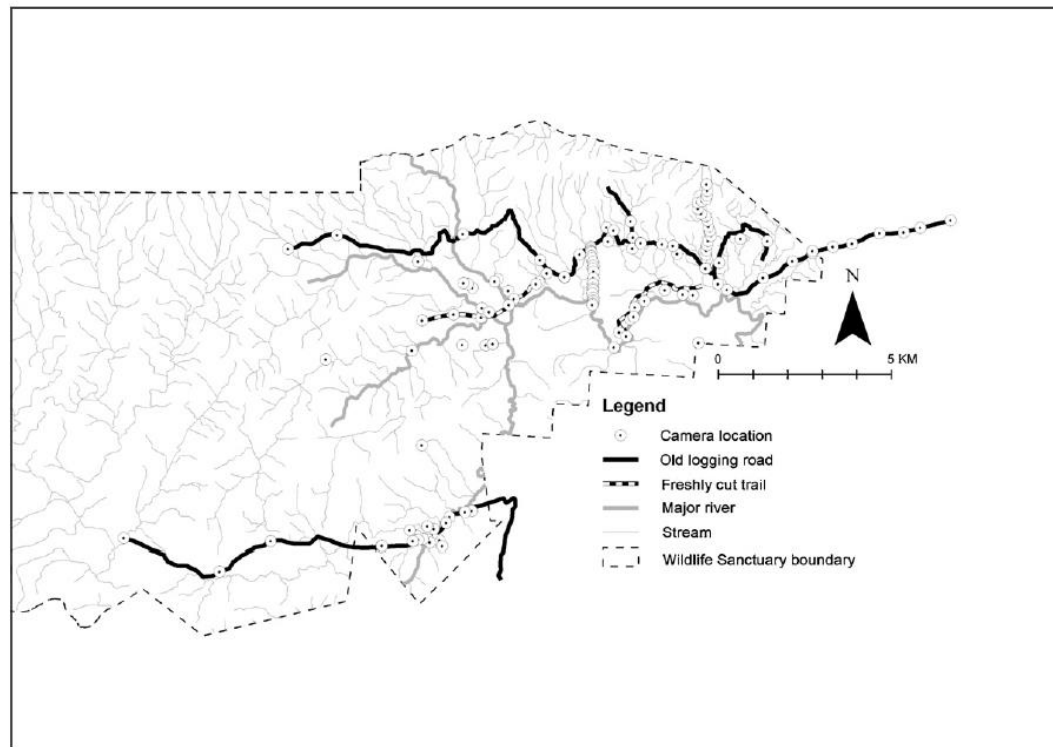 N
0
5 KM
Legend
Camera location
Old logging road
Freshly cut trail
Major river
Stream
Wildlife Sanctuary boundary